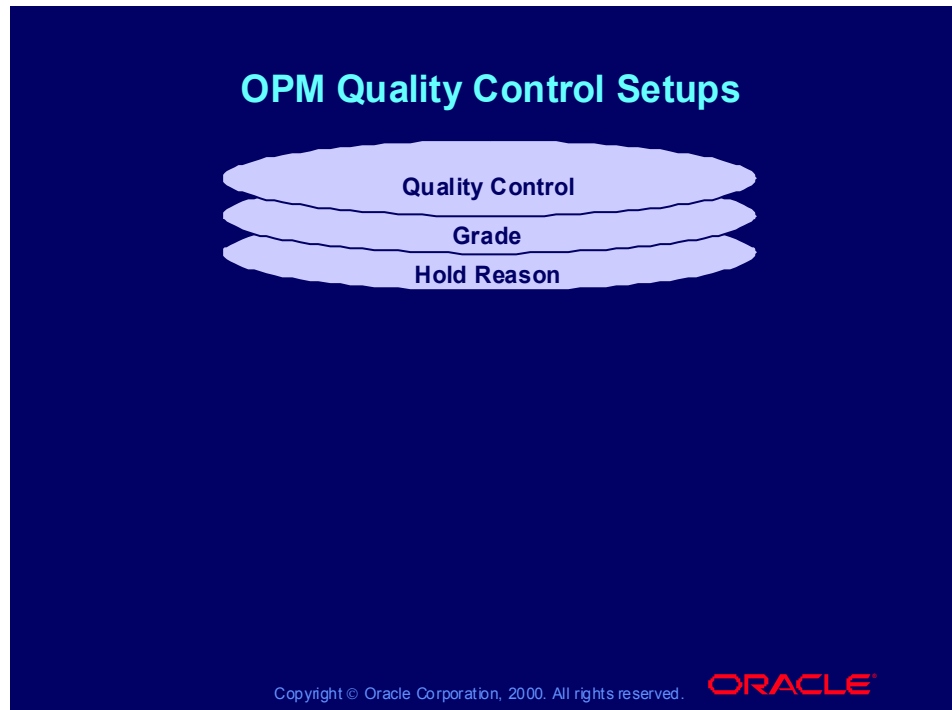 OPM Quality Control Setups
Quality Control
Grade
Hold Reason
Copyright © Oracle Corporation, 2000. All rights reserved.
ORACLE®